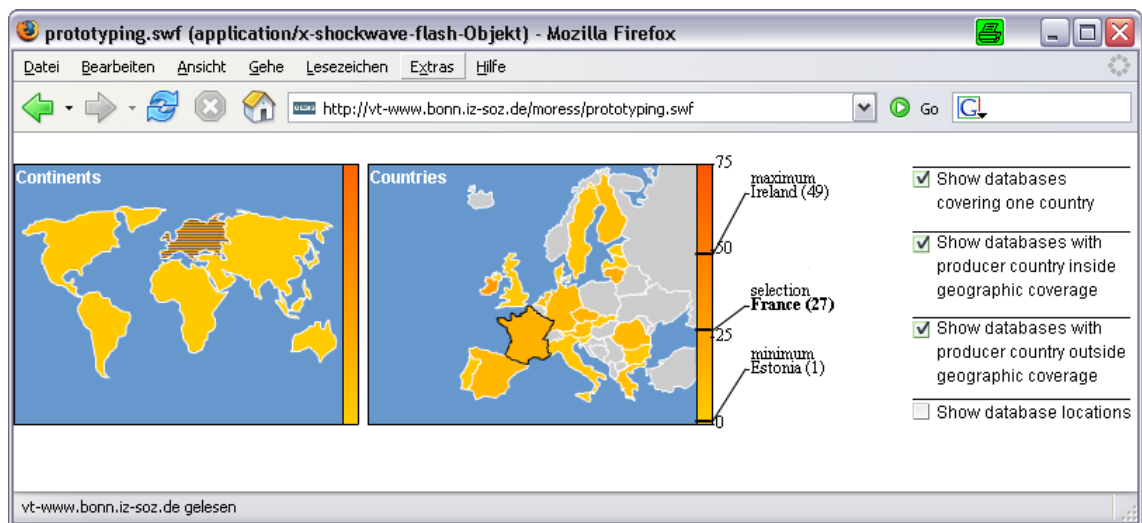 prototyping.swf (application/x-shockwave-flash-Objekt) - Mozilla Firefox
Datei Bearbeiten Ansicht Gehe Lesezeichen Extras Hilfe
http://vt-www.bonn.iz-soz.de/moress/prototyping.swf Go G
Continents
Countries
75
50
25
0
maximum
Ireland (49)
selection
France (27)
minimum
Estonia (1)
Show databases
covering one country
Show databases with
producer country inside
geographic coverage
Show databases with
producer country outside
geographic coverage
Show database locations
vt-www.bonn.iz-soz.de gelesen